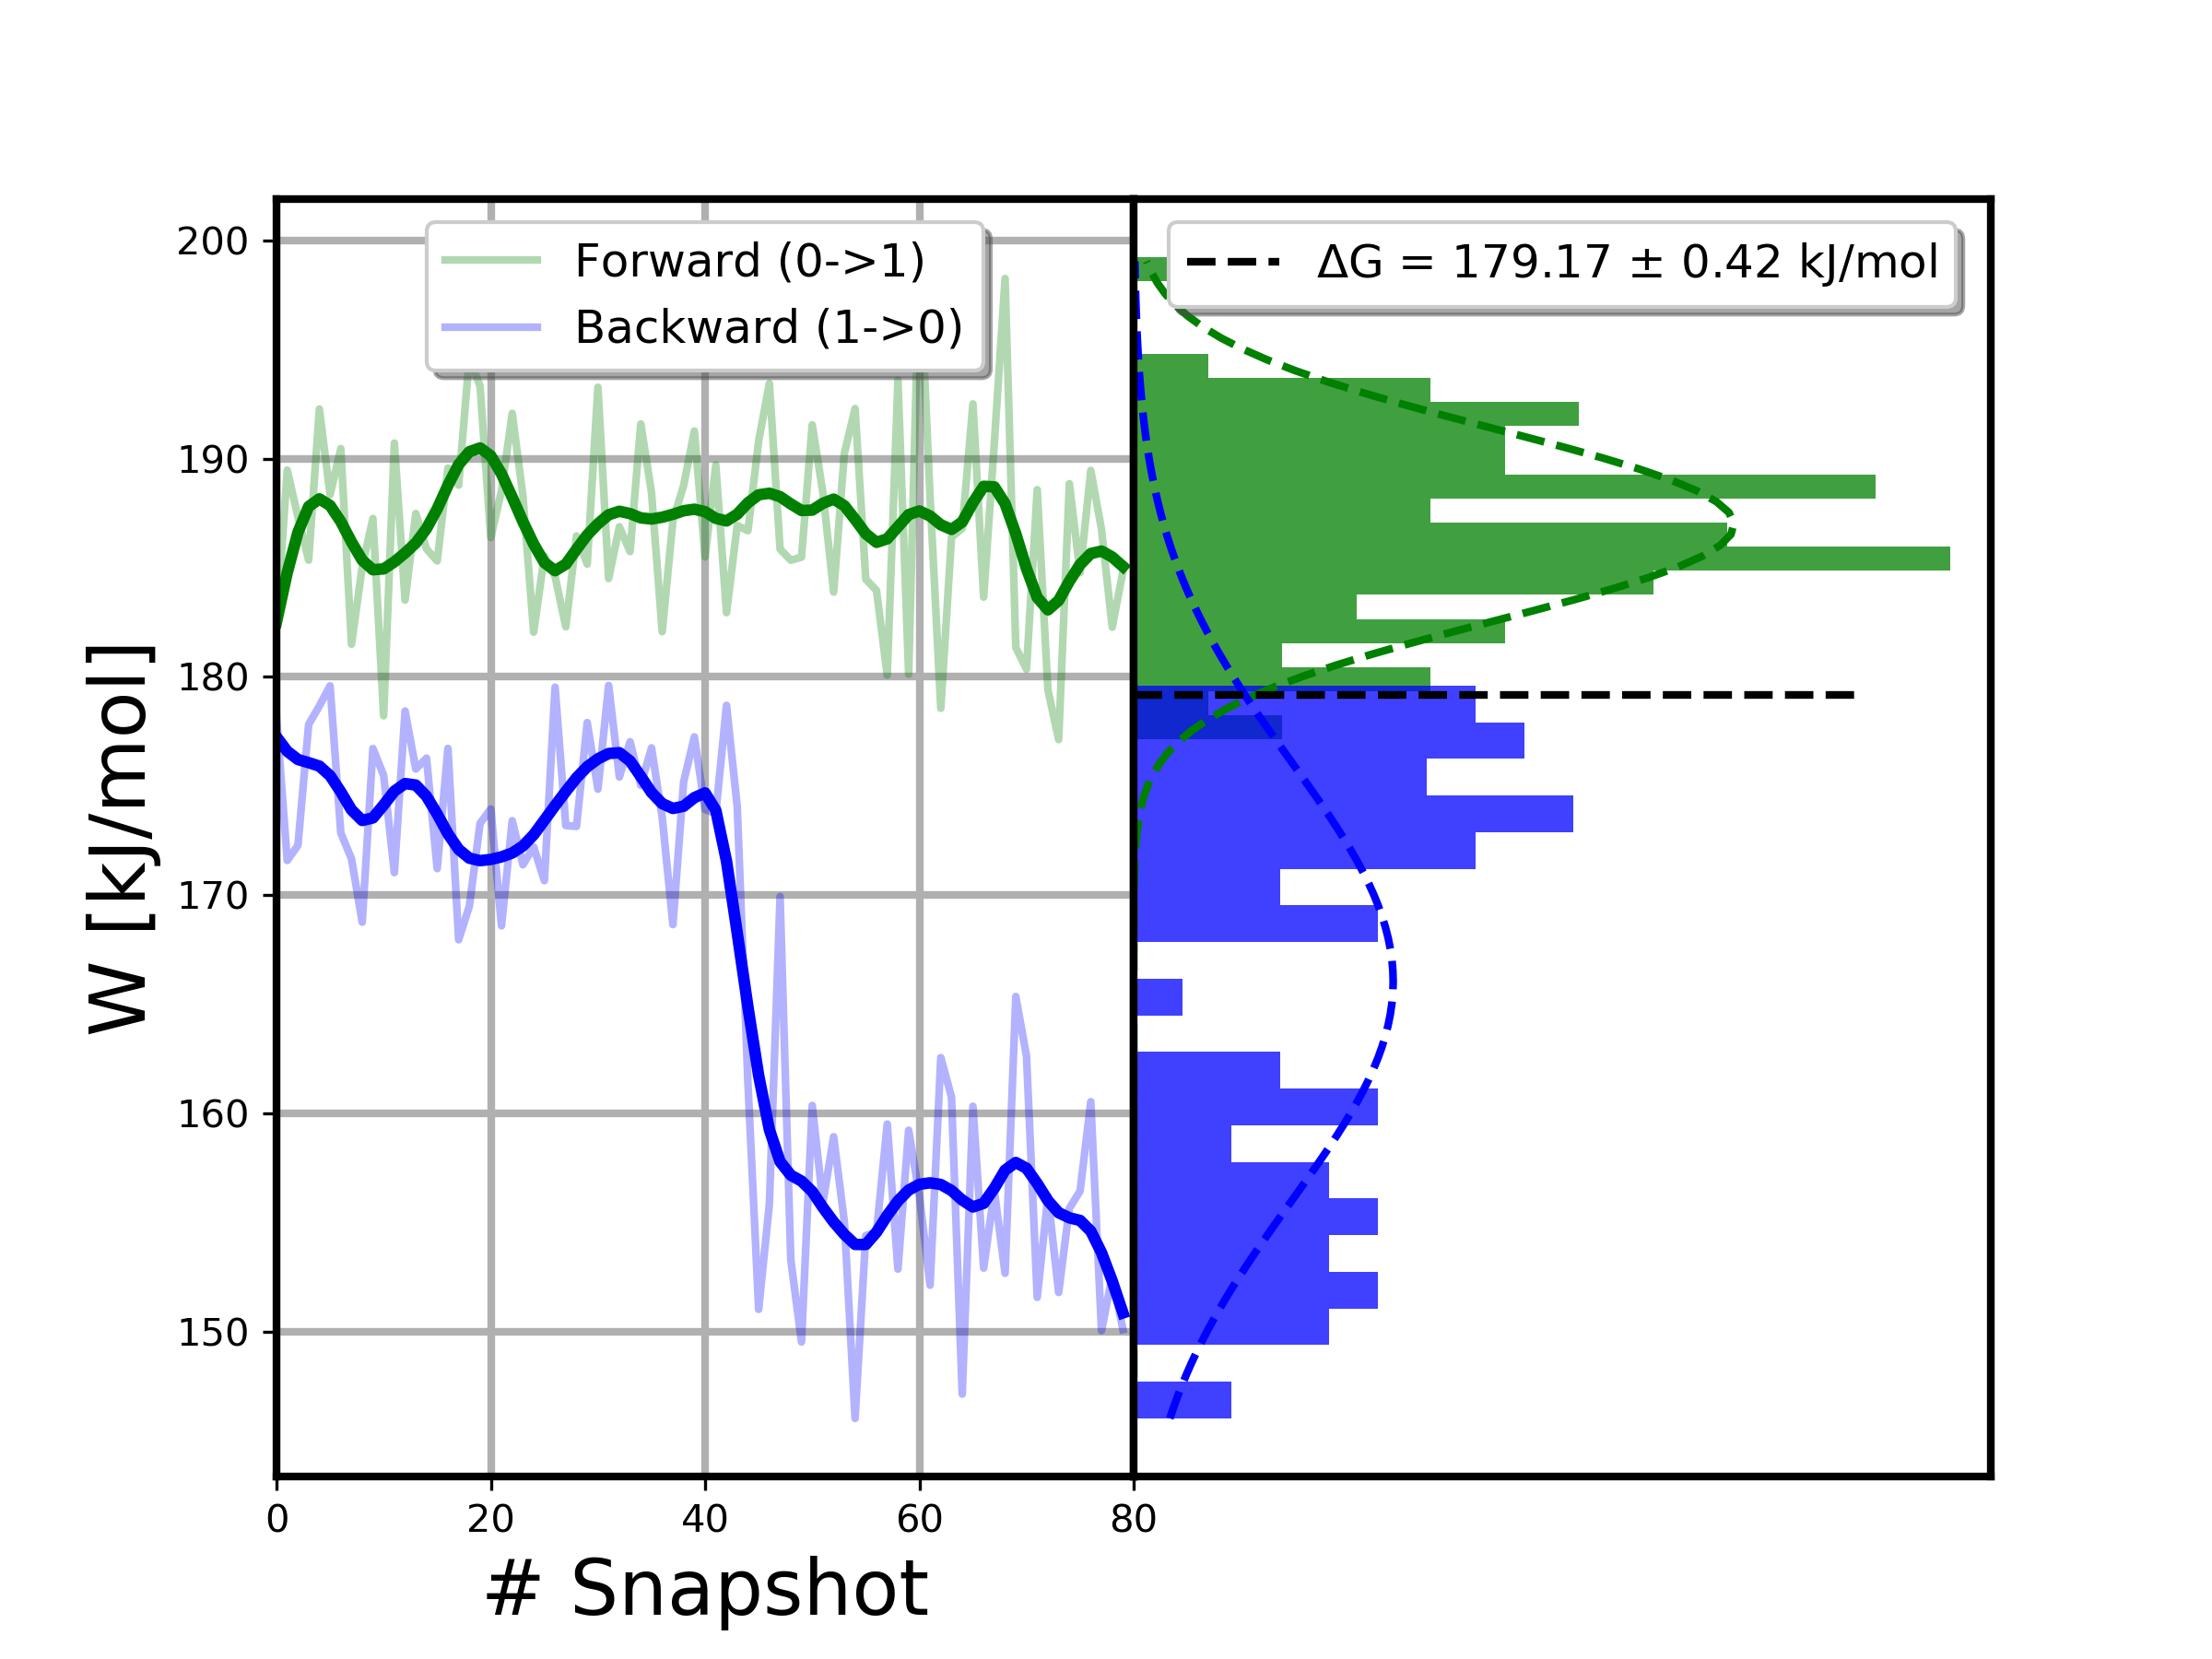 Forward (0->1)
Backward (1->0)
ΔG = 179.17 ± 0.42 kJ/mol
W [kJ/mol]
200
190
180
170
160
150
0 20 40 60 80
# Snapshot